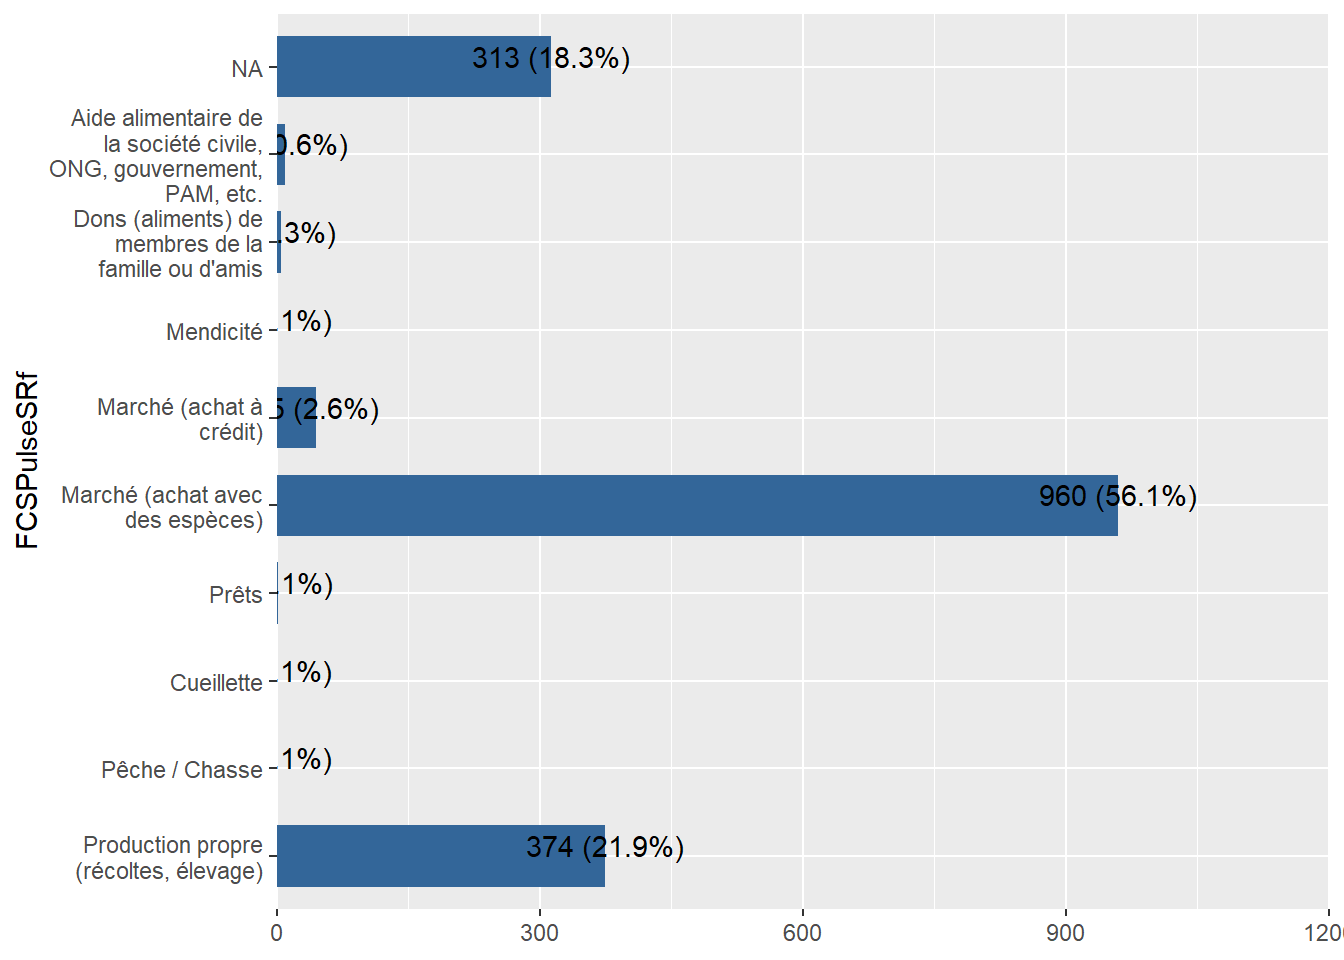 FCSPulseSRf
NA
313 (18.3%)
Aide alimentaire de
la société civile,
ONG, gouvernement,
PAM, etc.
0.6%)
Dons (aliments) de
membres de la
famille ou d'amis
.3%)
Mendicité
1%)
Marché (achat à
crédit)
5 (2.6%)
Marché (achat avec
des espèces)
960 (56.1%)
Prêts
1%)
Cueillette
1%)
Pêche / Chasse
1%)
Production propre
(récoltes, élevage)
374 (21.9%)
0 300 600 900 120